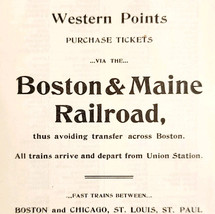 Western Points
PURCHASE TICKETS
...VIA THE...
Boston & Maine
Railroad,
thus avoiding transfer across Boston.
All trains arrive and depart from Union Station.
...FAST TRAINS BETWEEN...
BOSTON and CHICAGO, ST. LOUIS, ST. PAUL